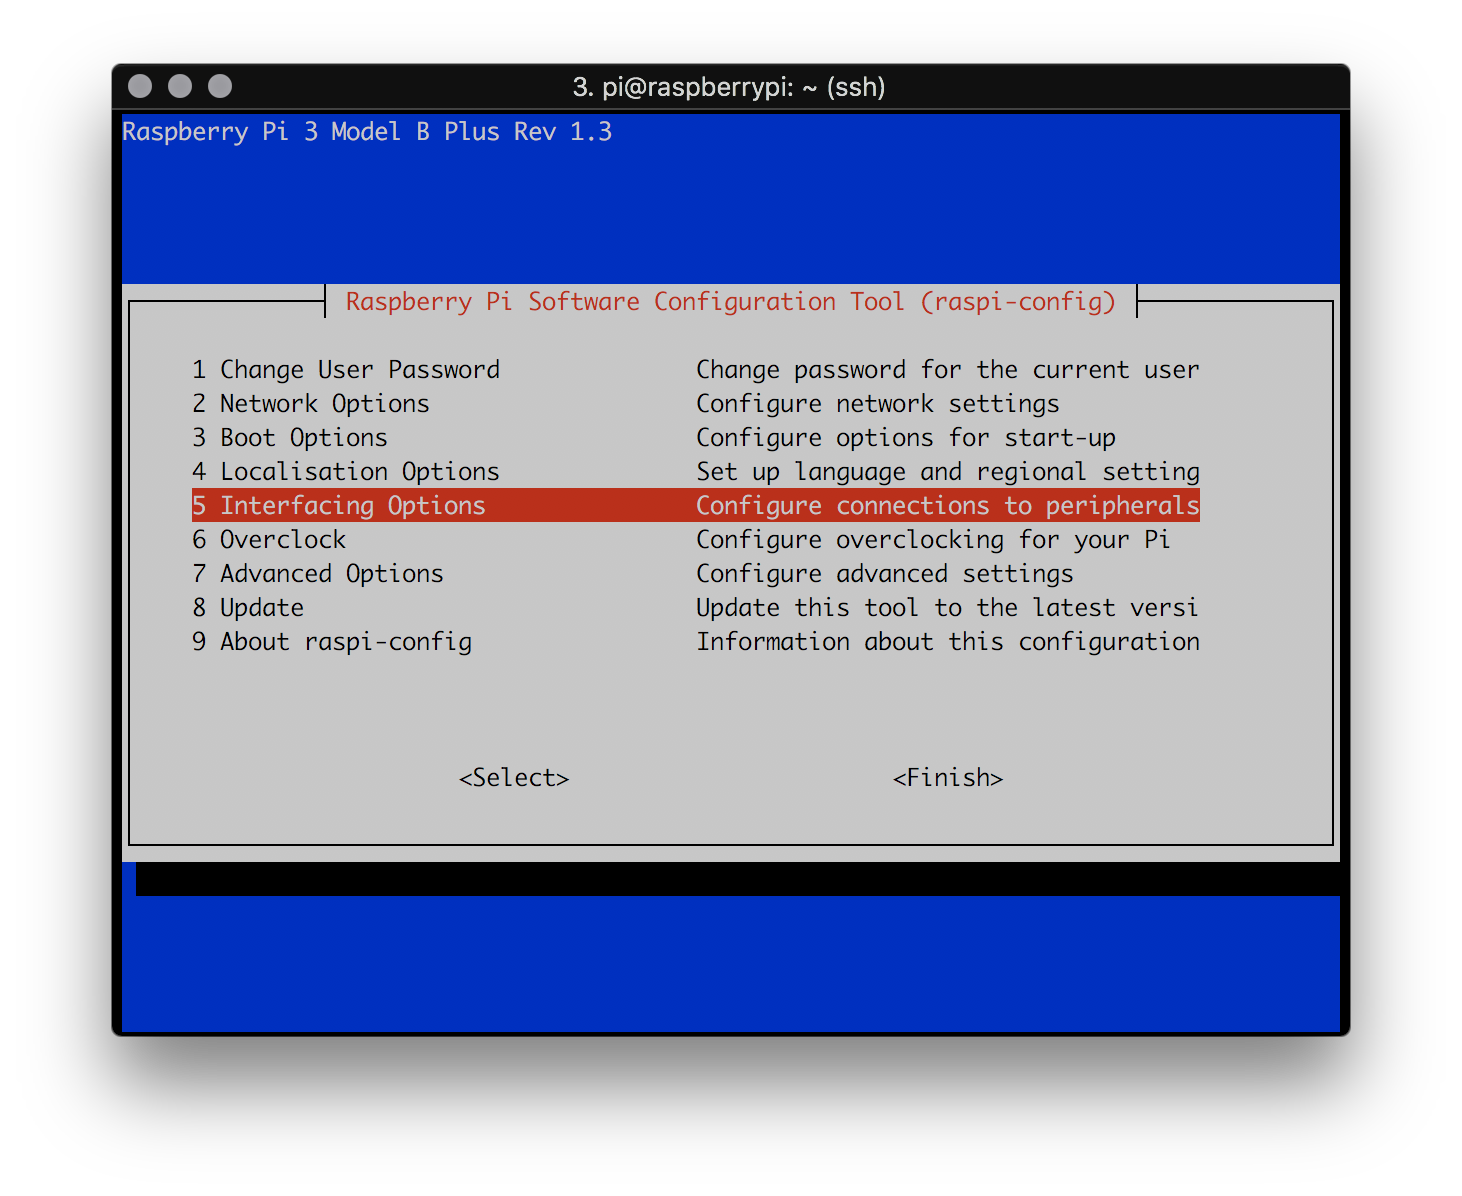 3. pi@raspberrypi: ~ (ssh)
Raspberry Pi 3 Model B Plus Rev 1.3
Raspberry Pi Software Configuration Tool (raspi-config)
1 Change User Password Change password for the current user
2 Network Options Configure network settings
3 Boot Options Configure options for start-up
4 Localisation Options Set up language and regional setting
5 Interfacing Options Configure connections to peripherals
6 Overclock Configure overclocking for your Pi
7 Advanced Options Configure advanced settings
8 Update Update this tool to the latest versi
9 About raspi-config Information about this configuration
<Select> <Finish>